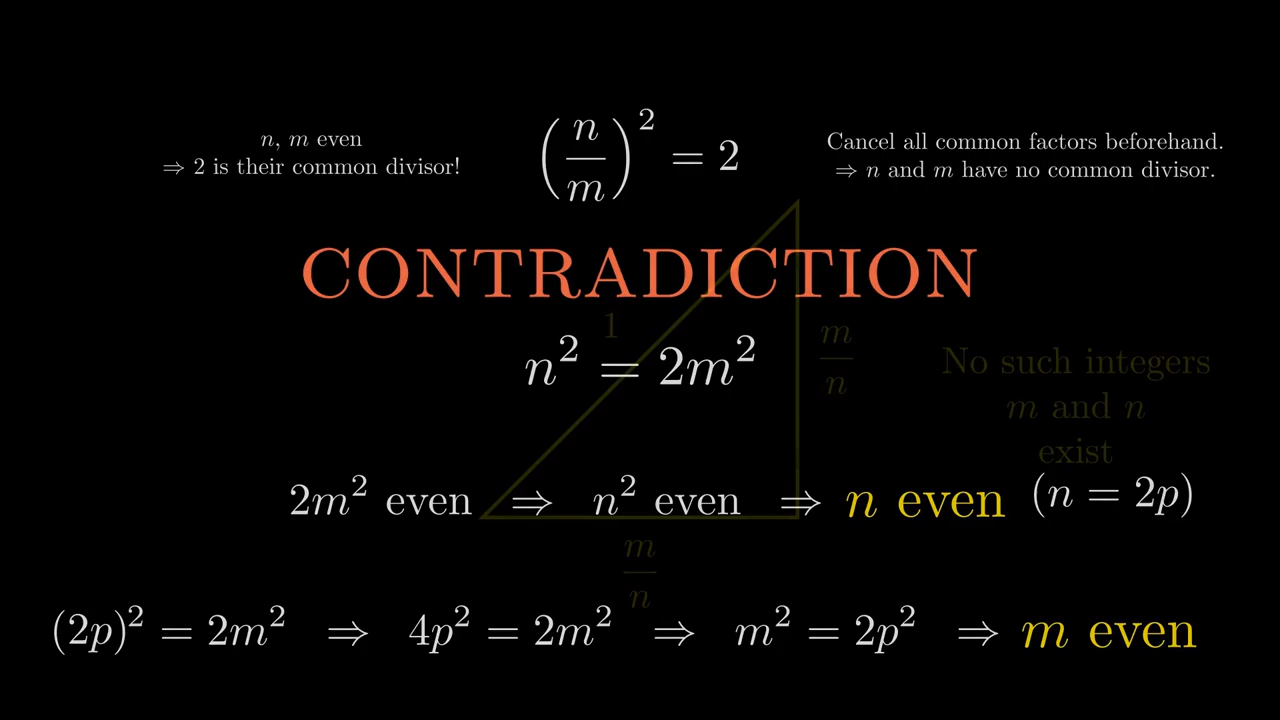 n, m even
⇒ 2 is their common divisor!
(n/m)² = 2
Cancel all common factors beforehand.
⇒ n and m have no common divisor.
CONTRADICTION
1
n² = 2m²
m/n
No such integers
m and n
exist
2m² even ⇒ n² even ⇒ n even (n = 2p)
m/n
(2p)² = 2m² ⇒ 4p² = 2m² ⇒ m² = 2p² ⇒ m even